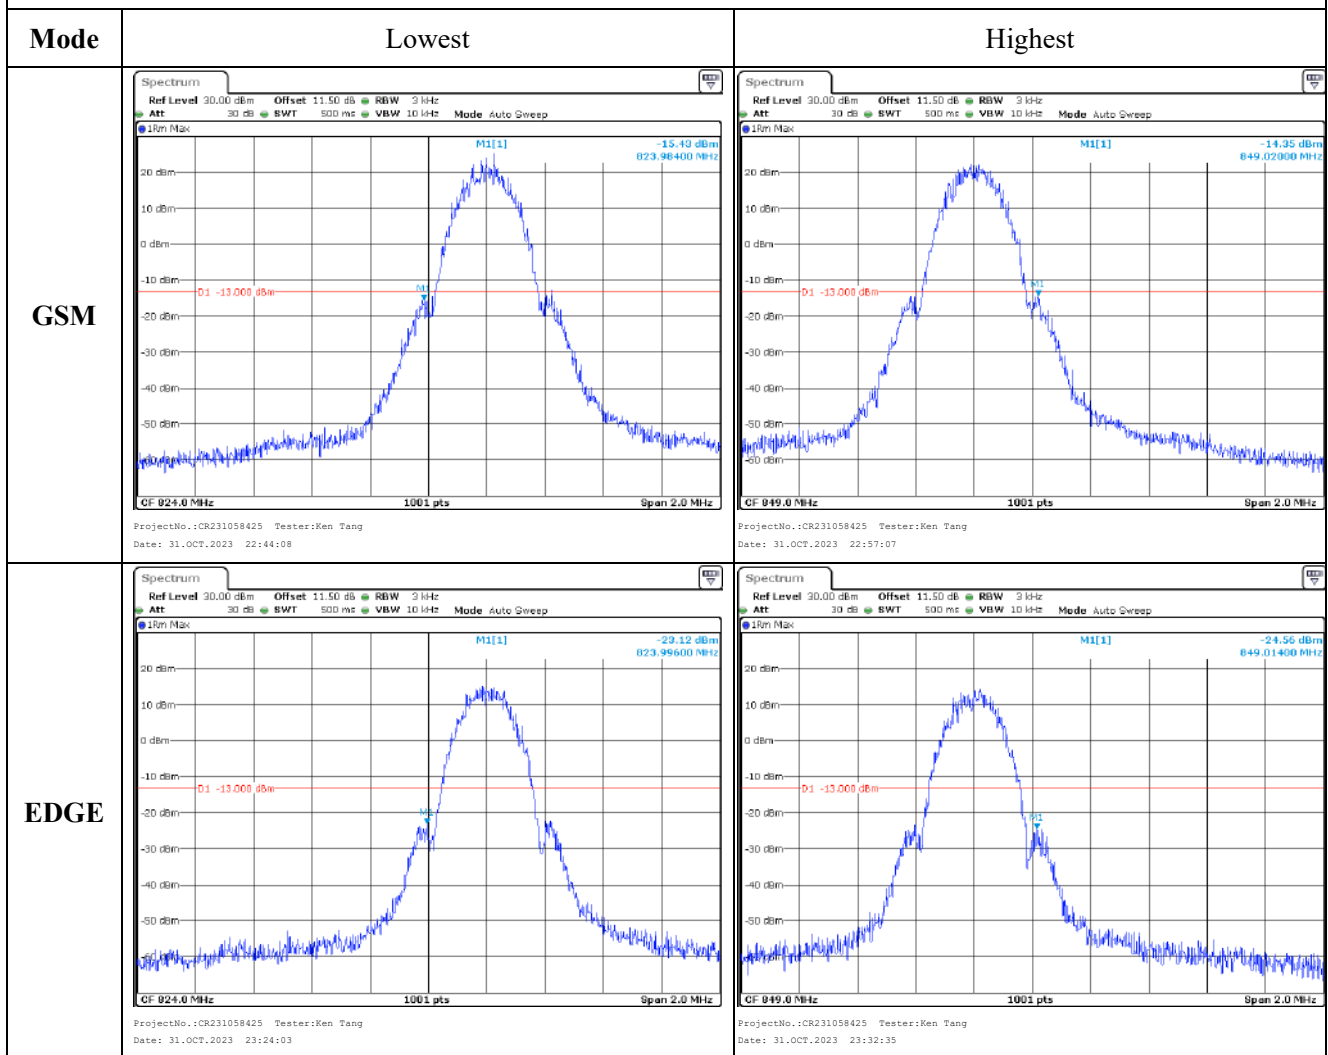 Mode Lowest Highest
GSM
Spectrum
Ref Level 30.00 dBm Offset 11.50 dB RBW 3 kHz
Att 30 dB SWT 500 ms VBW 10 kHz Mode Auto Sweep
1Rm Max
M1[1] -15.43 dBm
823.98400 MHz
20 dBm
10 dBm
0 dBm
-10 dBm
D1 -13.000 dBm
M1
-20 dBm
-30 dBm
-40 dBm
-50 dBm
CF 824.0 MHz 1001 pts Span 2.0 MHz
ProjectNo.:CR231058425 Tester:Ken Tang
Date: 31.OCT.2023 22:44:08
Spectrum
Ref Level 30.00 dBm Offset 11.50 dB RBW 3 kHz
Att 30 dB SWT 500 ms VBW 10 kHz Mode Auto Sweep
1Rm Max
M1[1] -14.35 dBm
849.02000 MHz
20 dBm
10 dBm
0 dBm
-10 dBm
D1 -13.000 dBm
M1
-20 dBm
-30 dBm
-40 dBm
-50 dBm
-60 dBm
CF 849.0 MHz 1001 pts Span 2.0 MHz
ProjectNo.:CR231058425 Tester:Ken Tang
Date: 31.OCT.2023 22:57:07
EDGE
Spectrum
Ref Level 30.00 dBm Offset 11.50 dB RBW 3 kHz
Att 30 dB SWT 500 ms VBW 10 kHz Mode Auto Sweep
1Rm Max
M1[1] -23.12 dBm
823.99600 MHz
20 dBm
10 dBm
0 dBm
-10 dBm
D1 -13.000 dBm
M1
-20 dBm
-30 dBm
-40 dBm
-50 dBm
CF 824.0 MHz 1001 pts Span 2.0 MHz
ProjectNo.:CR231058425 Tester:Ken Tang
Date: 31.OCT.2023 23:24:03
Spectrum
Ref Level 30.00 dBm Offset 11.50 dB RBW 3 kHz
Att 30 dB SWT 500 ms VBW 10 kHz Mode Auto Sweep
1Rm Max
M1[1] -24.56 dBm
849.01400 MHz
20 dBm
10 dBm
0 dBm
-10 dBm
D1 -13.000 dBm
M1
-20 dBm
-30 dBm
-40 dBm
-50 dBm
CF 849.0 MHz 1001 pts Span 2.0 MHz
ProjectNo.:CR231058425 Tester:Ken Tang
Date: 31.OCT.2023 23:32:35